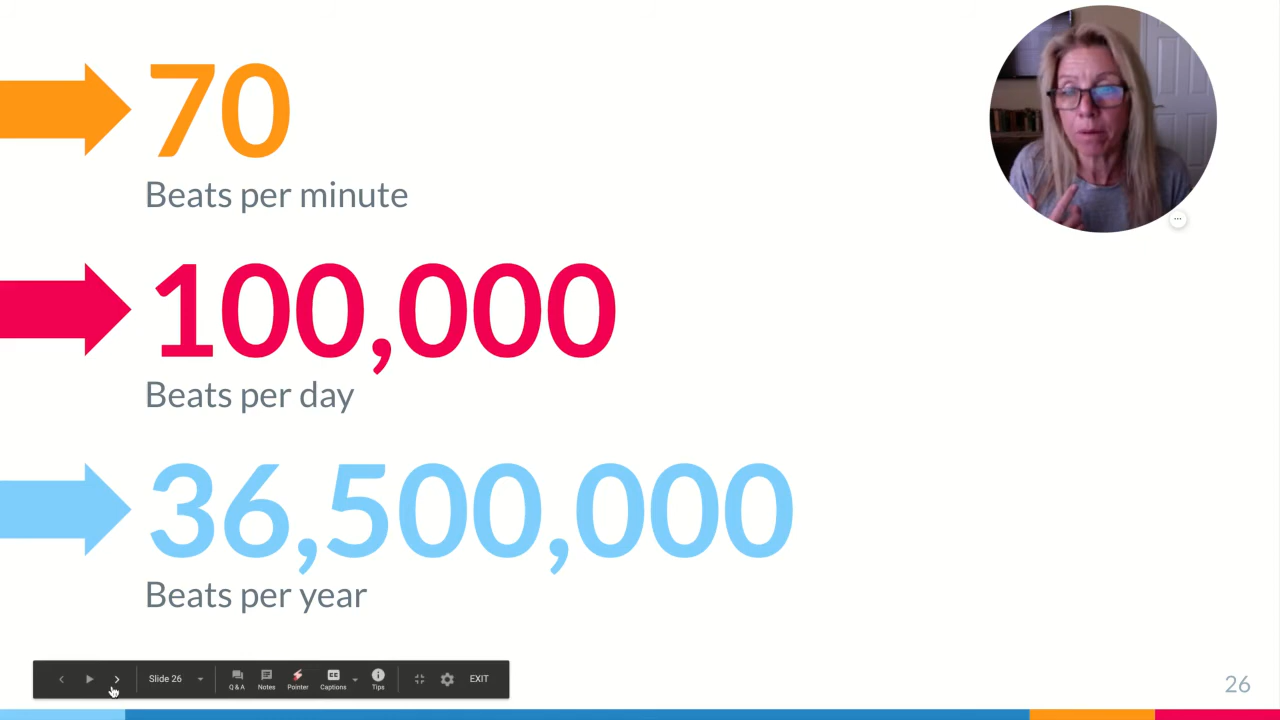 70
Beats per minute
100,000
Beats per day
36,500,000
Beats per year
Slide 26
Q & A
Notes
Pointer
Captions
Tips
EXIT
26